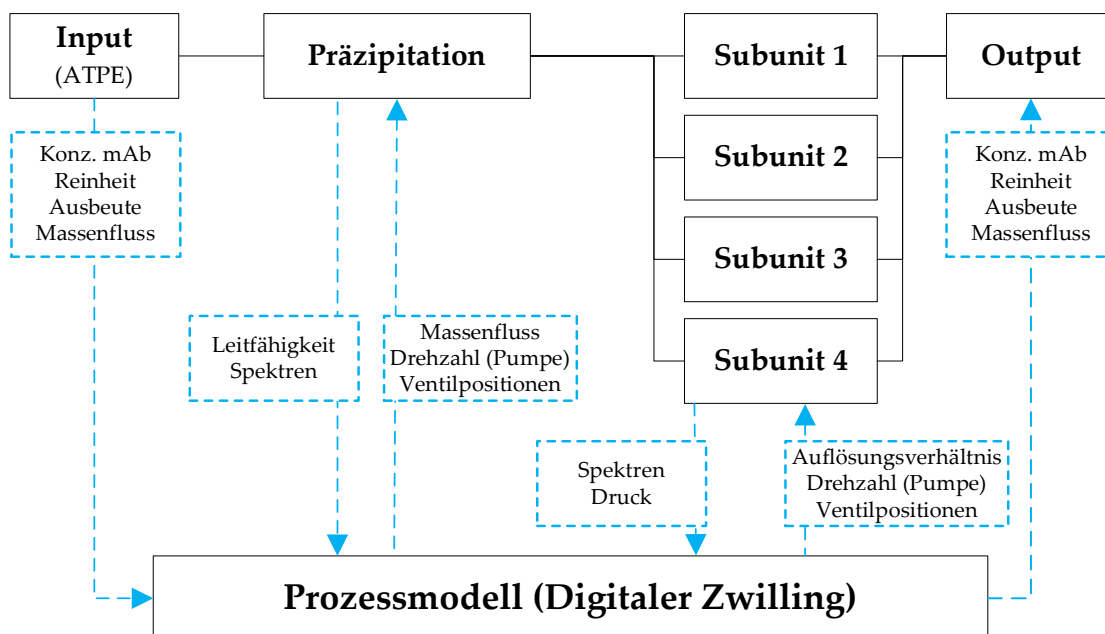 Input
(ATPE)
Präzipitation
Subunit 1
Output
Konz. mAb
Reinheit
Ausbeute
Massenfluss
Subunit 2
Subunit 3
Subunit 4
Konz. mAb
Reinheit
Ausbeute
Massenfluss
Leitfähigkeit
Spektren
Massenfluss
Drehzahl (Pumpe)
Ventilpositionen
Spektren
Druck
Auflösungsverhältnis
Drehzahl (Pumpe)
Ventilpositionen
Prozessmodell (Digitaler Zwilling)